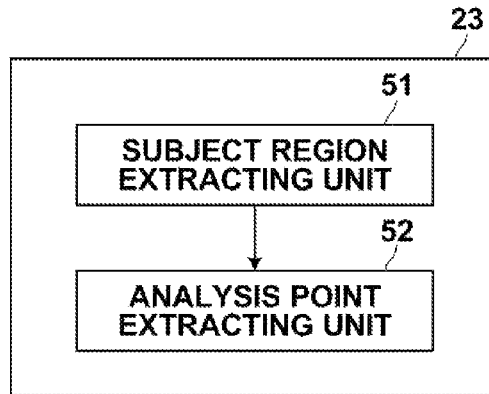 23
51
SUBJECT REGION
EXTRACTING UNIT
52
ANALYSIS POINT
EXTRACTING UNIT